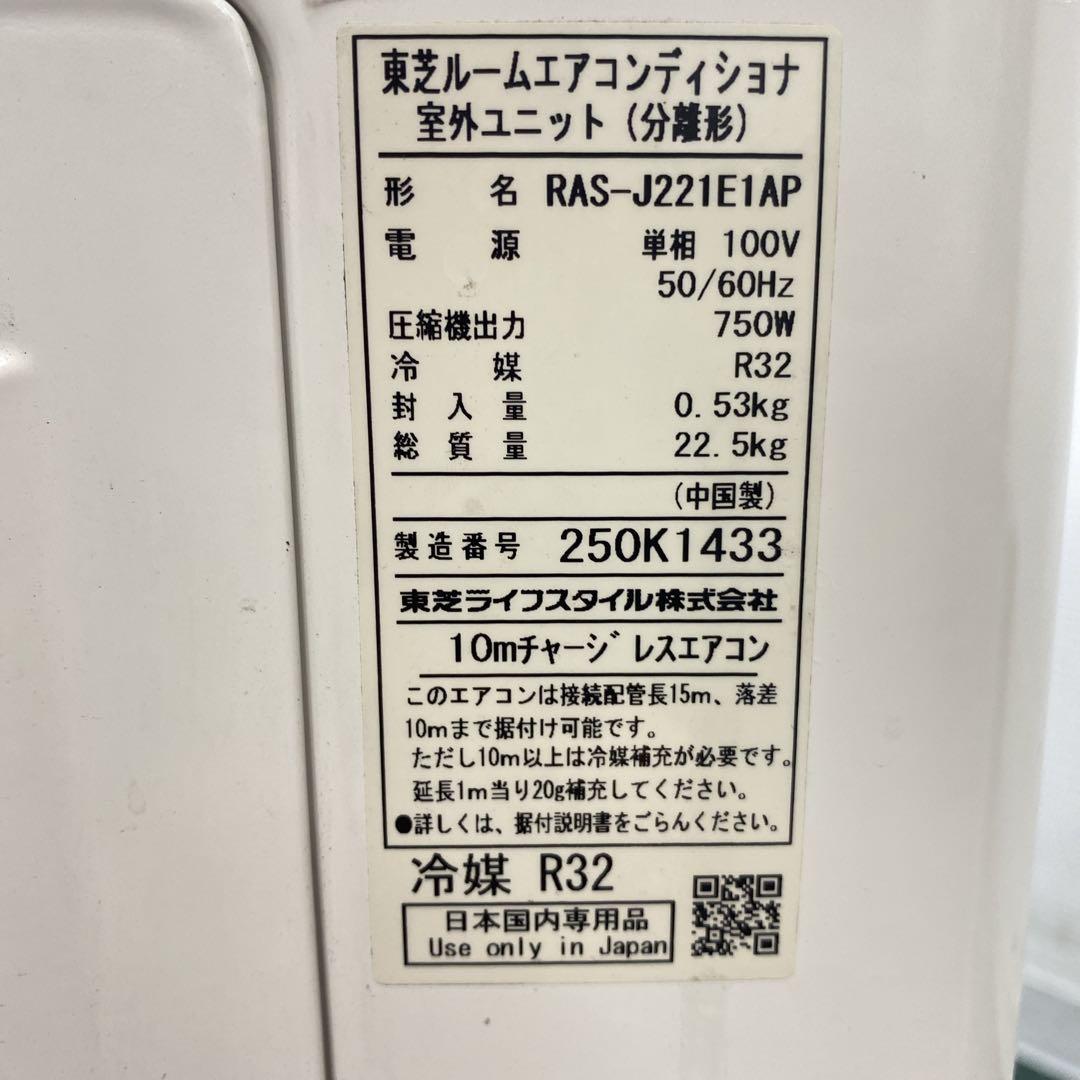 東芝ルームエアコンディショナ
室外ユニット(分離形)
形名 RAS-J221E1AP
電源 単相 100V
50/60Hz
圧縮機出力 750W
冷媒 R32
封入量 0.53kg
総質量 22.5kg
(中国製)
製造番号 250K1433
東芝ライフスタイル株式会社
10mチャージレスエアコン
このエアコンは接続配管長15m、落差
10mまで据付け可能です。
ただし10m以上は冷媒補充が必要です。
延長1m当り20g補充してください。
●詳しくは、据付説明書をごらんください。
冷媒 R32
日本国内専用品
Use only in Japan